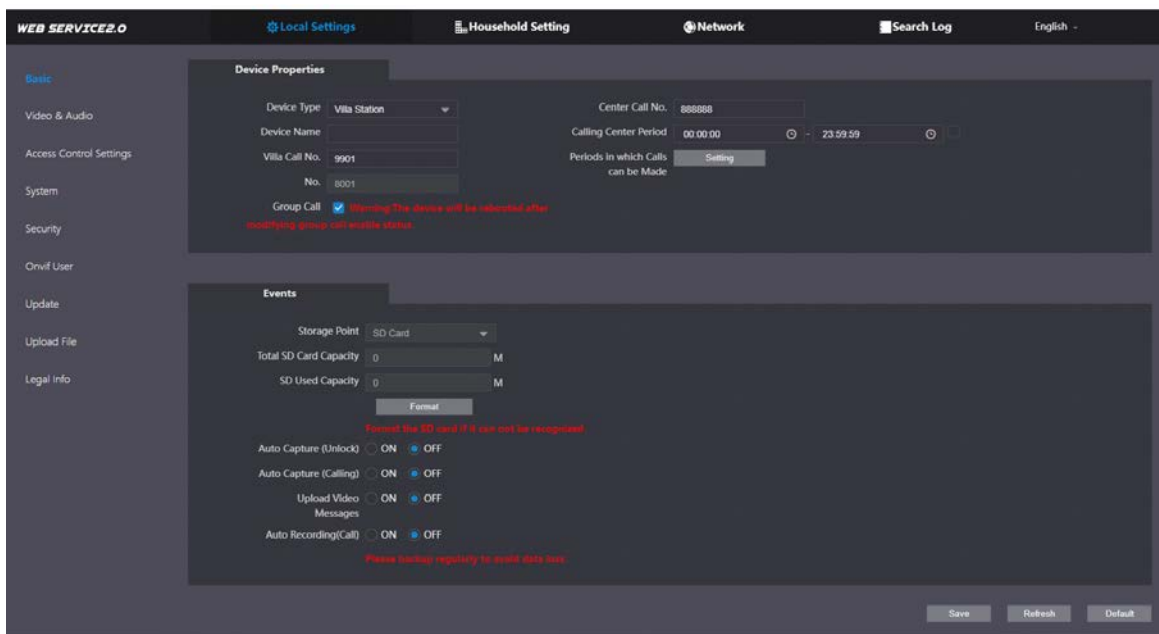 WEB SERVICE2.0 Local Settings Household Setting Network Search Log English
Basic
Video & Audio
Access Control Settings
System
Security
Onvif User
Update
Upload File
Legal Info
Device Properties
Device Type Villa Station
Device Name
Villa Call No. 9901
No. 8001
Group Call Warning:The device will be rebooted after
modifying group call enable status.
Center Call No. 888888
Calling Center Period 00:00:00 - 23:59:59
Periods in which Calls Setting
can be Made
Events
Storage Point SD Card
Total SD Card Capacity 0 M
SD Used Capacity 0 M
Format
Format the SD card if it can not be recognized.
Auto Capture (Unlock) ON OFF
Auto Capture (Calling) ON OFF
Upload Video ON OFF
Messages
Auto Recording(Call) ON OFF
Please backup regularly to avoid data loss.
Save Refresh Default